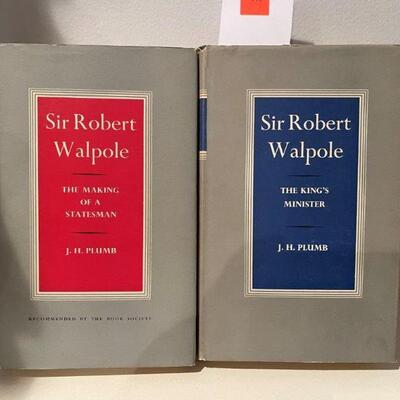 Sir Robert
Walpole
THE MAKING
OF A
STATESMAN
J. H. PLUMB
RECOMMENDED BY THE BOOK SOCIETY
Sir Robert
Walpole
THE KING'S
MINISTER
J. H. PLUMB